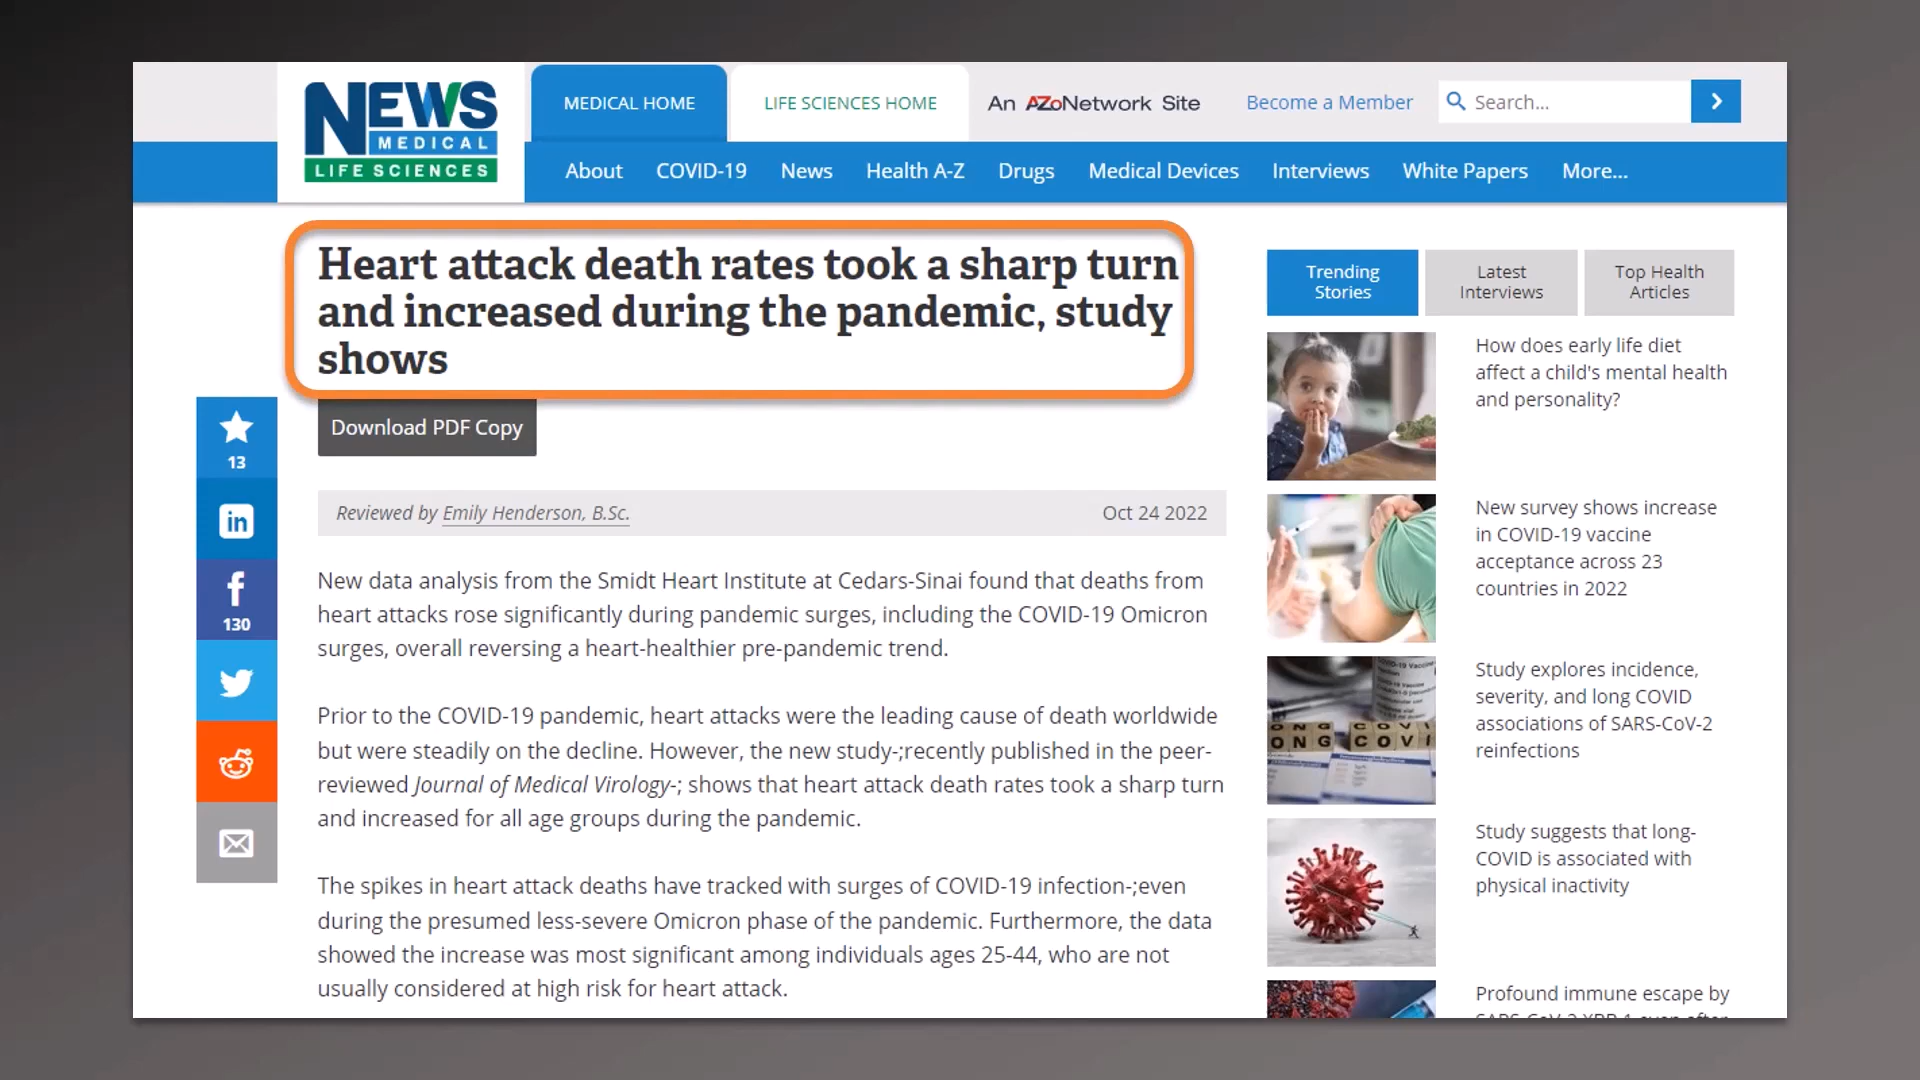 NEWS
MEDICAL
LIFE SCIENCES
MEDICAL HOME
LIFE SCIENCES HOME
An AZoNetwork Site
Become a Member
Search...
About
COVID-19
News
Health A-Z
Drugs
Medical Devices
Interviews
White Papers
More...
Heart attack death rates took a sharp turn
and increased during the pandemic, study
shows
Download PDF Copy
13
130
Reviewed by Emily Henderson, B.Sc.
Oct 24 2022
New data analysis from the Smidt Heart Institute at Cedars-Sinai found that deaths from
heart attacks rose significantly during pandemic surges, including the COVID-19 Omicron
surges, overall reversing a heart-healthier pre-pandemic trend.
Prior to the COVID-19 pandemic, heart attacks were the leading cause of death worldwide
but were steadily on the decline. However, the new study-;recently published in the peer-
reviewed Journal of Medical Virology-; shows that heart attack death rates took a sharp turn
and increased for all age groups during the pandemic.
The spikes in heart attack deaths have tracked with surges of COVID-19 infection-;even
during the presumed less-severe Omicron phase of the pandemic. Furthermore, the data
showed the increase was most significant among individuals ages 25-44, who are not
usually considered at high risk for heart attack.
Trending
Stories
Latest
Interviews
Top Health
Articles
How does early life diet
affect a child's mental health
and personality?
New survey shows increase
in COVID-19 vaccine
acceptance across 23
countries in 2022
Study explores incidence,
severity, and long COVID
associations of SARS-CoV-2
reinfections
ONG COVI
Study suggests that long-
COVID is associated with
physical inactivity
Profound immune escape by